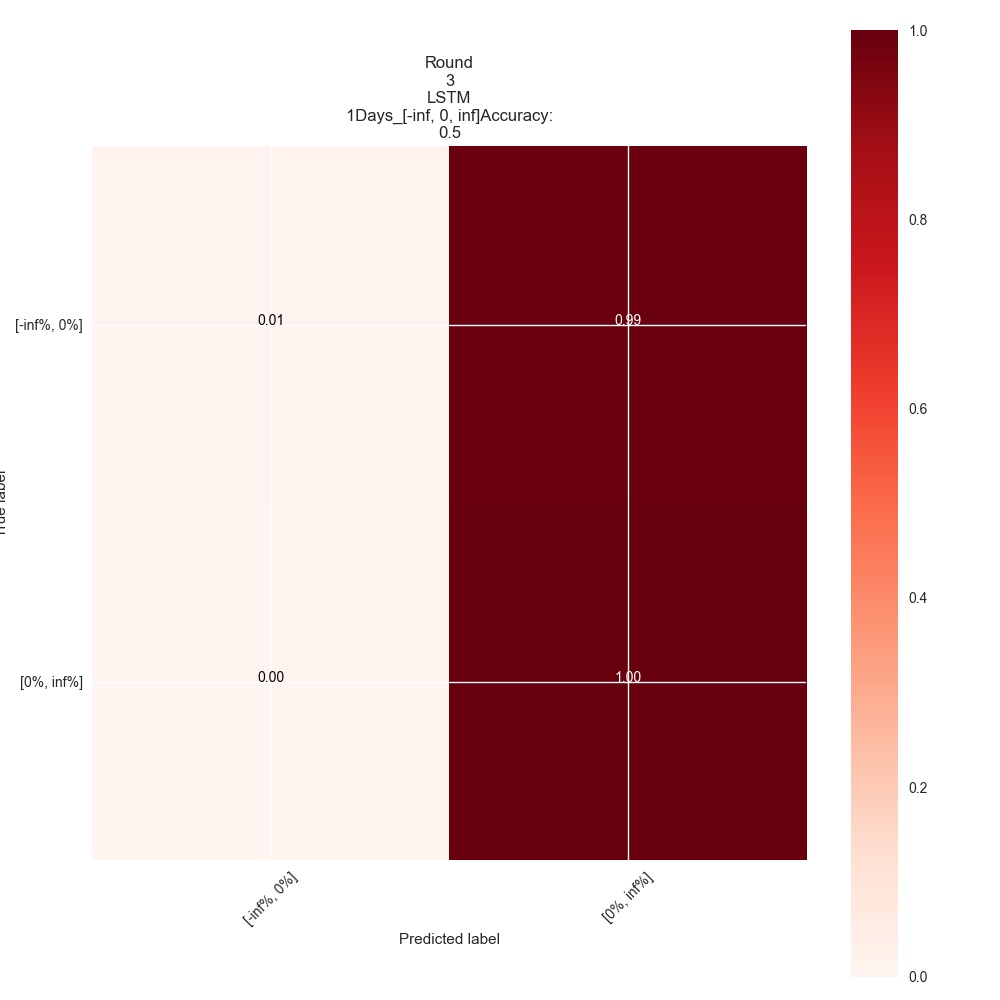 Round
3
LSTM
1Days_[-inf, 0, inf]Accuracy:
0.5
1.0
0.8
0.6
0.4
0.2
0.0
[-inf%, 0%]
0.01
0.99
True label
[0%, inf%]
0.00
1.00
[-inf%, 0%]
[0%, inf%]
Predicted label